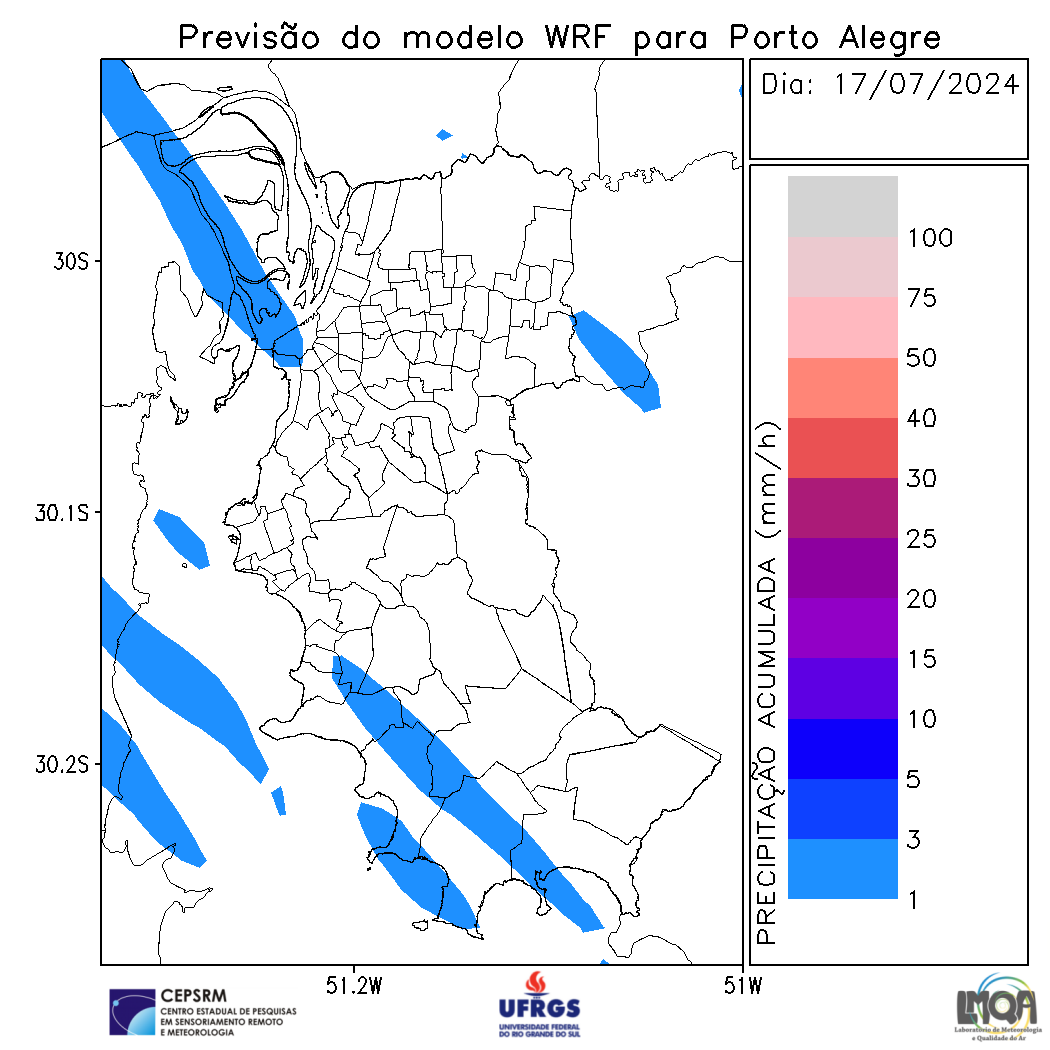 Previsão do modelo WRF para Porto Alegre
Dia: 17/07/2024
30S
30.1S
30.2S
51.2W
51W
PRECIPITAÇÃO ACUMULADA (mm/h)
100
75
50
40
30
25
20
15
10
5
3
1
CEPSRM
CENTRO ESTADUAL DE PESQUISAS
EM SENSORIAMENTO REMOTO
E METEOROLOGIA
UFRGS
UNIVERSIDADE FEDERAL
DO RIO GRANDE DO SUL
LMQA
Laboratório de Meteorologia
e Qualidade do Ar